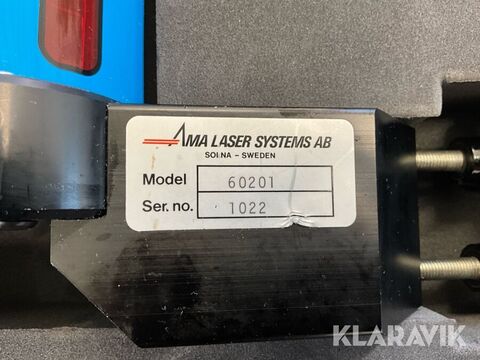 AMA LASER SYSTEMS AB
SOLNA - SWEDEN
Model 60201
Ser. no. 1022
KLARAVIK